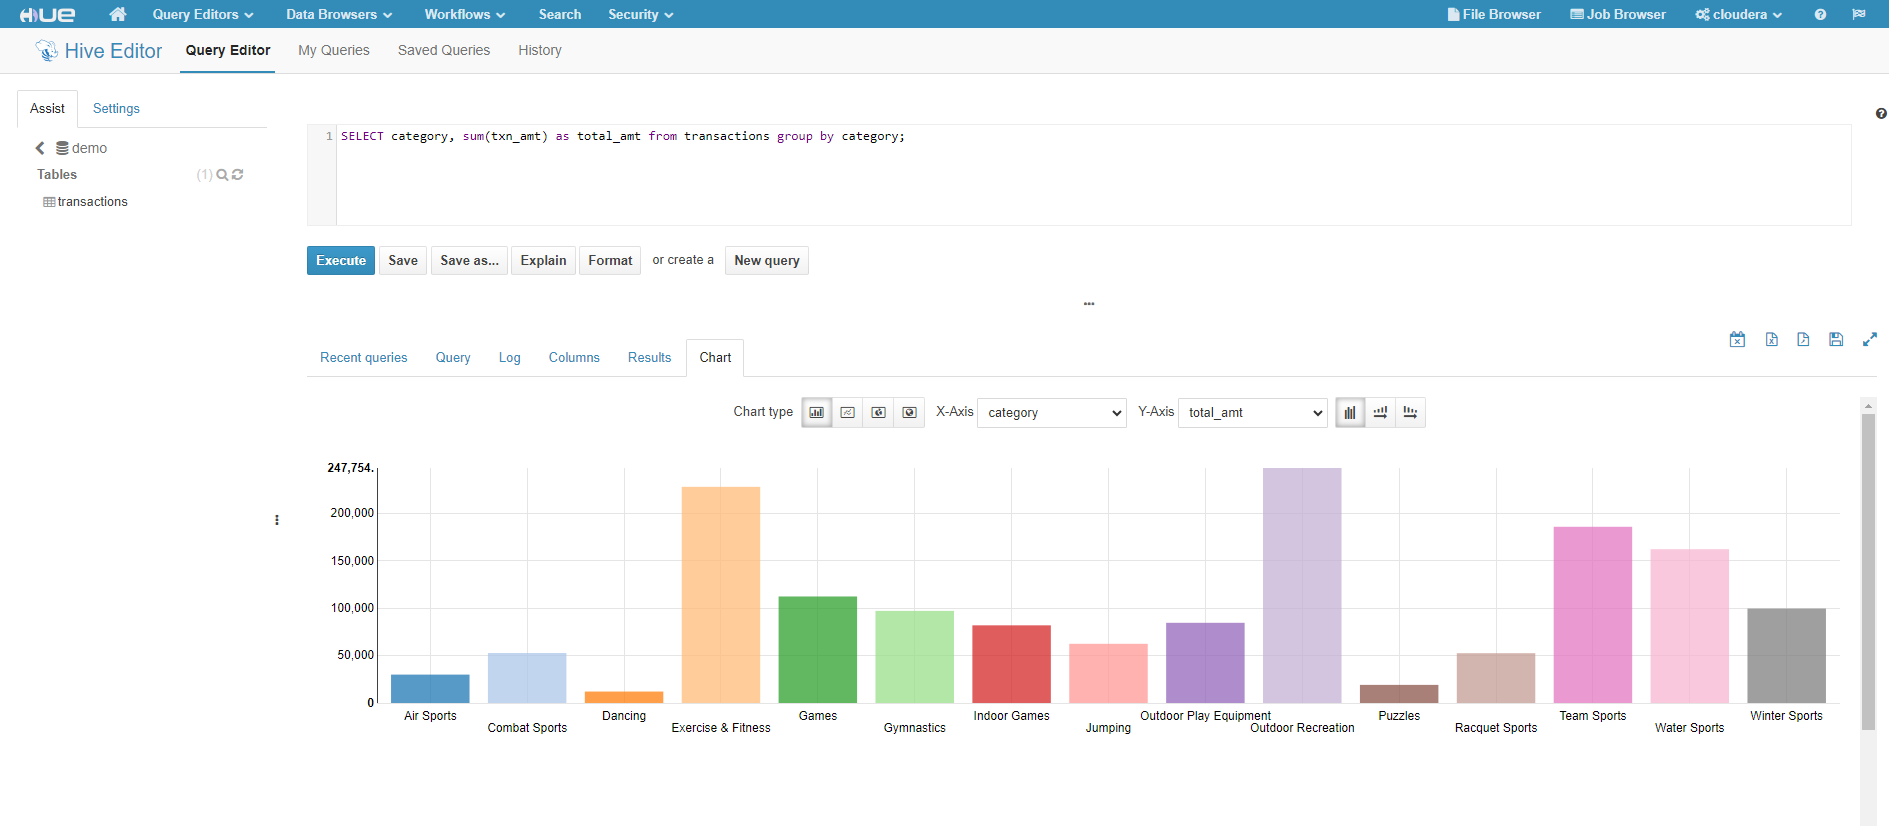 HUE Query Editors Data Browsers Workflows Search Security File Browser Job Browser cloudera
Hive Editor Query Editor My Queries Saved Queries History
Assist Settings
demo
Tables (1)
transactions
1 SELECT category, sum(txn_amt) as total_amt from transactions group by category;
Execute Save Save as... Explain Format or create a New query
Recent queries Query Log Columns Results Chart
Chart type X-Axis category Y-Axis total_amt
247,754.
200,000
150,000
100,000
50,000
0
Air Sports Dancing Games Indoor Games Outdoor Play Equipment Puzzles Team Sports Winter Sports
Combat Sports Exercise & Fitness Gymnastics Jumping Outdoor Recreation Racquet Sports Water Sports